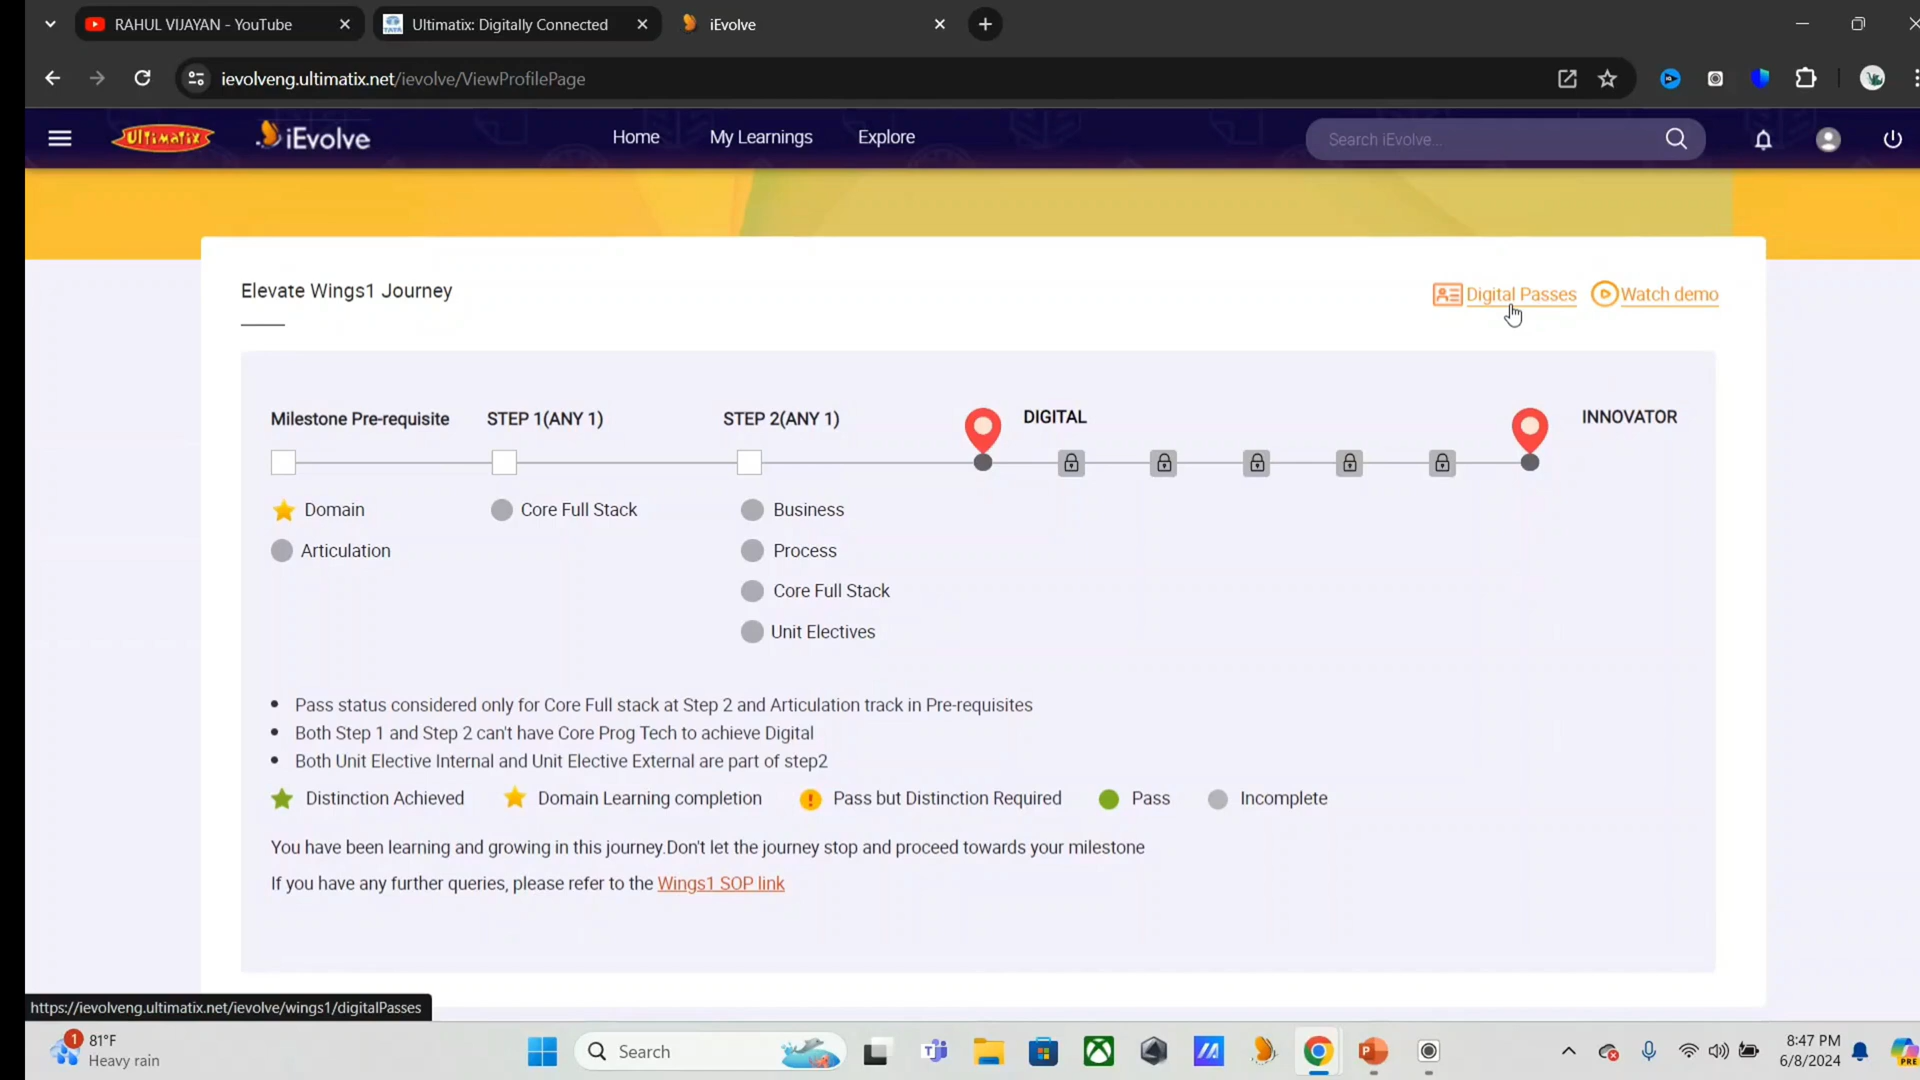 RAHUL VIJAYAN - YouTube
TATA
Ultimatix: Digitally Connected
iEvolve
ievolveng.ultimatix.net/ievolve/ViewProfilePage
ULTIMATIX
iEvolve
Home
My Learnings
Explore
Search iEvolve...
Elevate Wings1 Journey
Digital Passes
Watch demo
Milestone Pre-requisite
STEP 1(ANY 1)
STEP 2(ANY 1)
DIGITAL
INNOVATOR
Domain
Core Full Stack
Business
Articulation
Process
Core Full Stack
Unit Electives
Pass status considered only for Core Full stack at Step 2 and Articulation track in Pre-requisites
Both Step 1 and Step 2 can't have Core Prog Tech to achieve Digital
Both Unit Elective Internal and Unit Elective External are part of step2
Distinction Achieved
Domain Learning completion
! Pass but Distinction Required
Pass
Incomplete
You have been learning and growing in this journey.Don't let the journey stop and proceed towards your milestone
If you have any further queries, please refer to the Wings1 SOP link
https://ievolveng.ultimatix.net/ievolve/wings1/digitalPasses
1
81°F
Heavy rain
Search
8:47 PM
6/8/2024
PRE